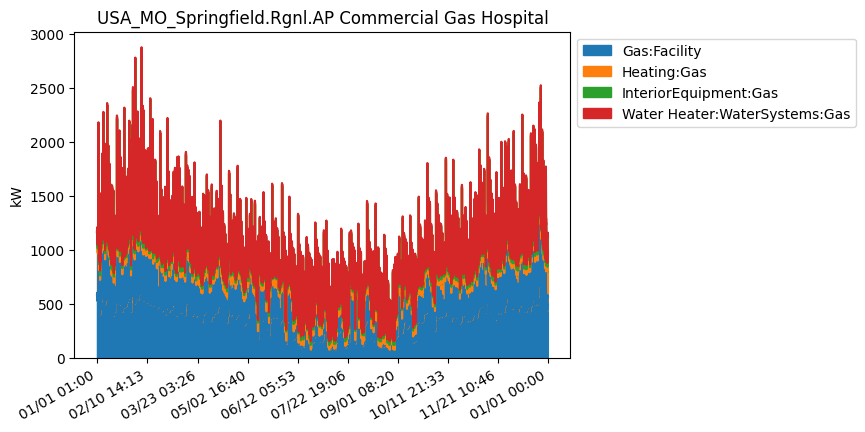 USA_MO_Springfield.Rgnl.AP Commercial Gas Hospital
3000
2500
2000
1500
1000
500
0
kW
01/01 01:00
02/10 14:13
03/23 03:26
05/02 16:40
06/12 05:53
07/22 19:06
09/01 08:20
10/11 21:33
11/21 10:46
01/01 00:00
Gas:Facility
Heating:Gas
InteriorEquipment:Gas
Water Heater:WaterSystems:Gas